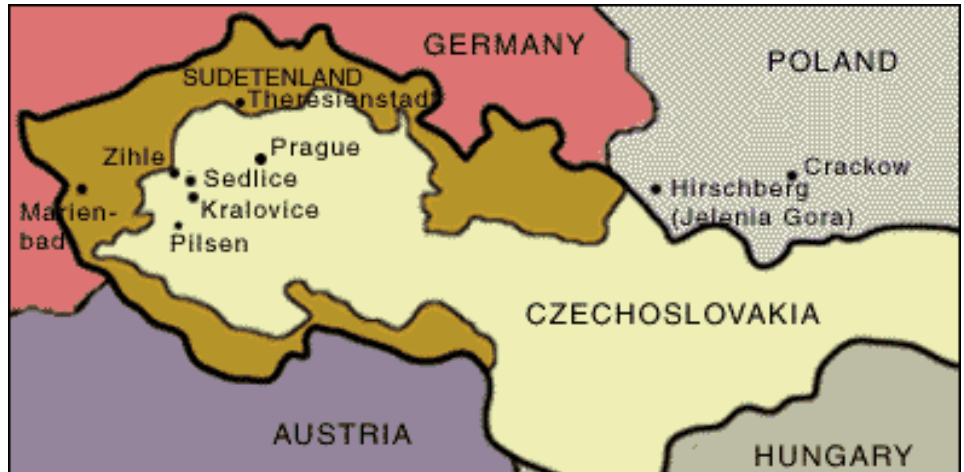 GERMANY
POLAND
SUDETENLAND
Theresienstadt
Zihle
Prague
Sedlice
Crackow
Hirschberg
(Jelenia Gora)
Marien-
bad
Kralovice
Pilsen
CZECHOSLOVAKIA
AUSTRIA
HUNGARY